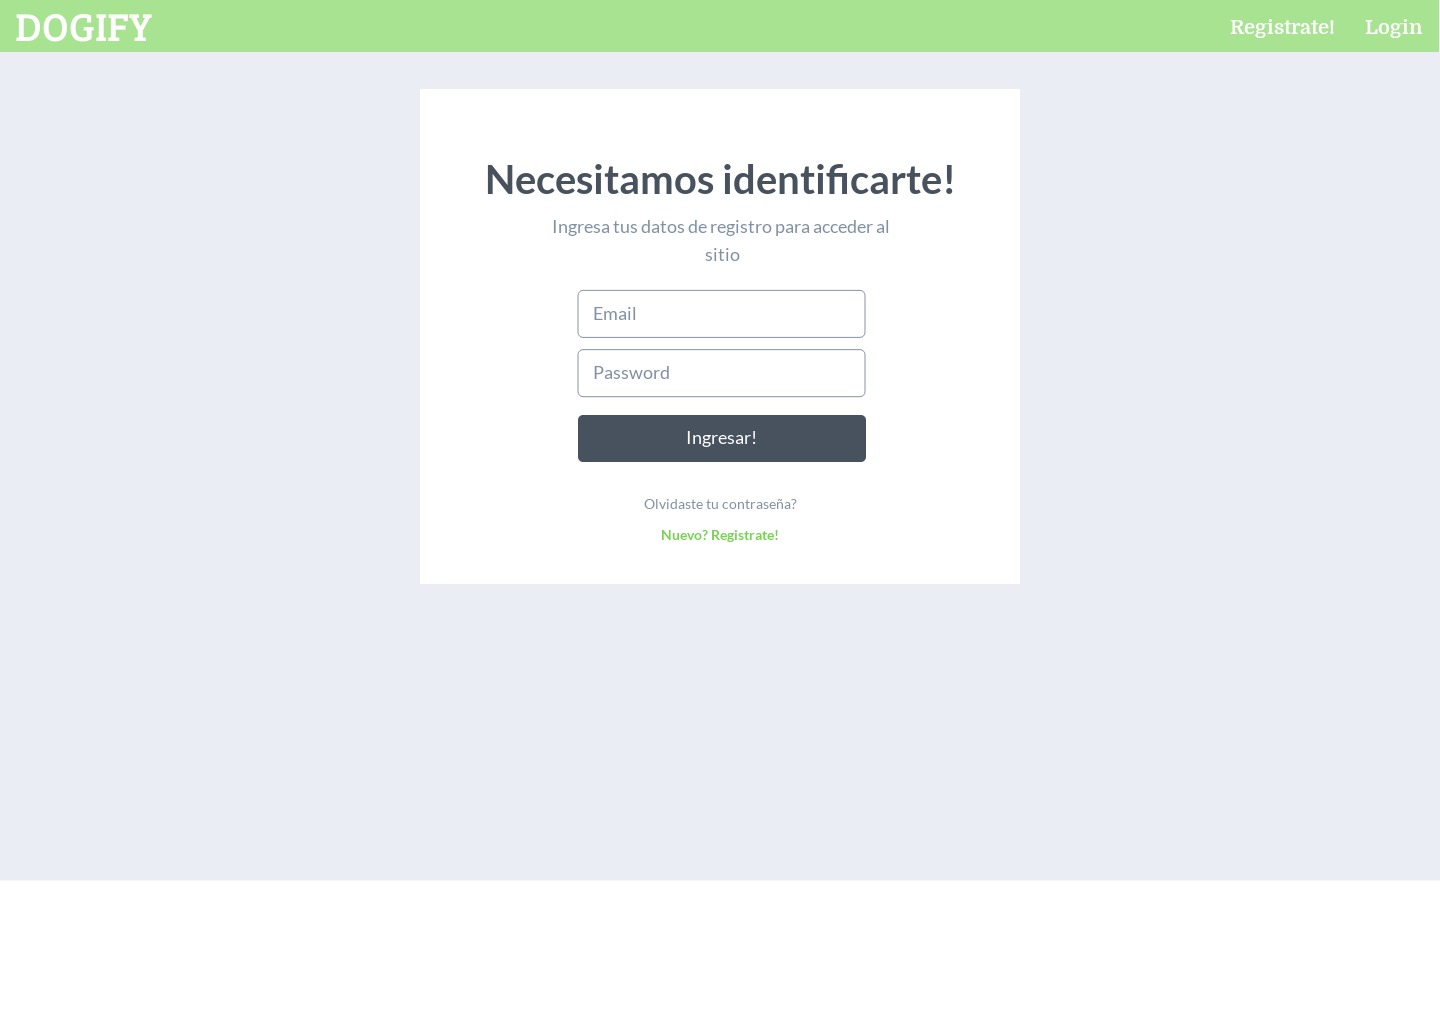 DOGIFY
Registrate!
Login
Necesitamos identificarte!
Ingresa tus datos de registro para acceder al
sitio
Email
Password
Ingresar!
Olvidaste tu contraseña?
Nuevo? Registrate!